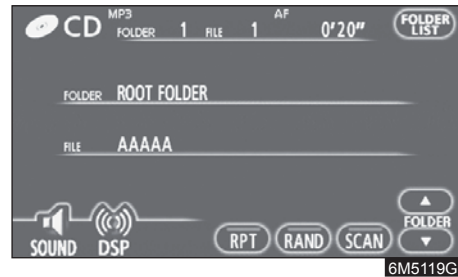 CD MP3 FOLDER 1 FILE 1 AF 0'20" FOLDER LIST
FOLDER ROOT FOLDER
FILE AAAAA
SOUND DSP RPT RAND SCAN FOLDER
6M5119G